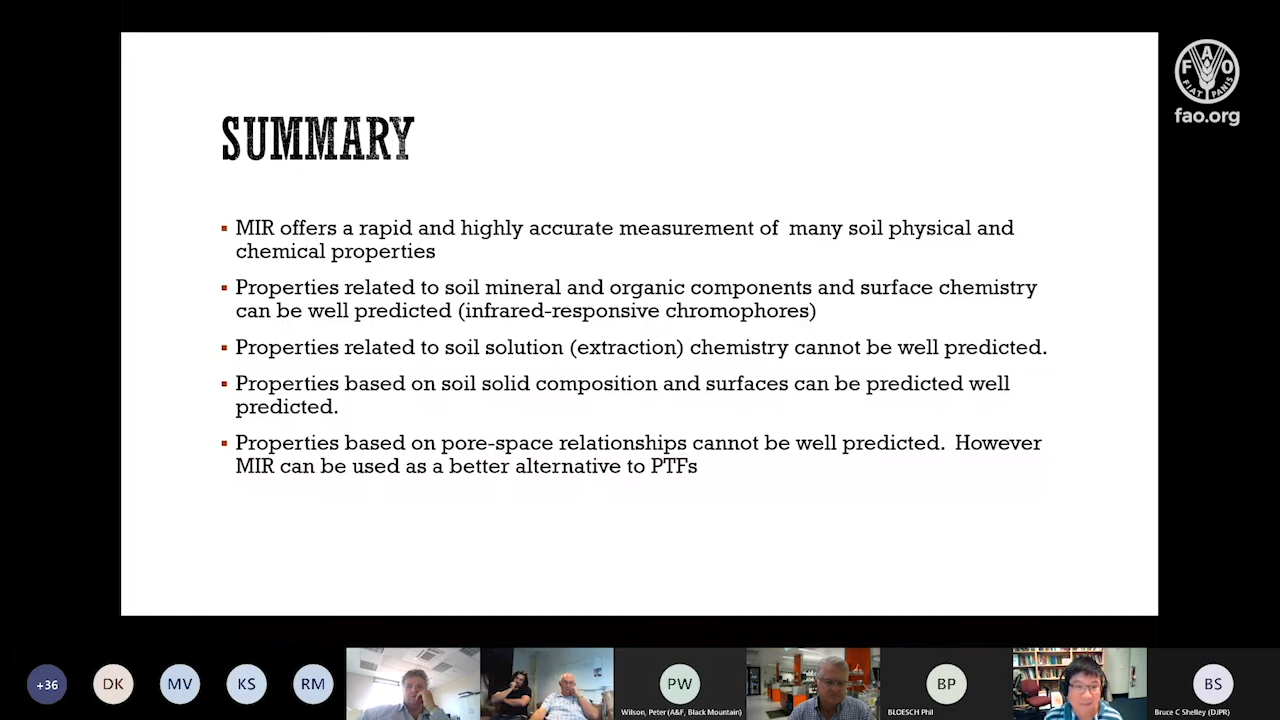 SUMMARY
MIR offers a rapid and highly accurate measurement of many soil physical and
chemical properties
Properties related to soil mineral and organic components and surface chemistry
can be well predicted (infrared-responsive chromophores)
Properties related to soil solution (extraction) chemistry cannot be well predicted.
Properties based on soil solid composition and surfaces can be predicted well
predicted.
Properties based on pore-space relationships cannot be well predicted. However
MIR can be used as a better alternative to PTFs
F A O
FIAT PANIS
fao.org
+36
DK
MV
KS
RM
PW
Wilson, Peter (A&F, Black Mountain)
BP
BLOESCH Phil
BS
Bruce C Shelley (DJPR)